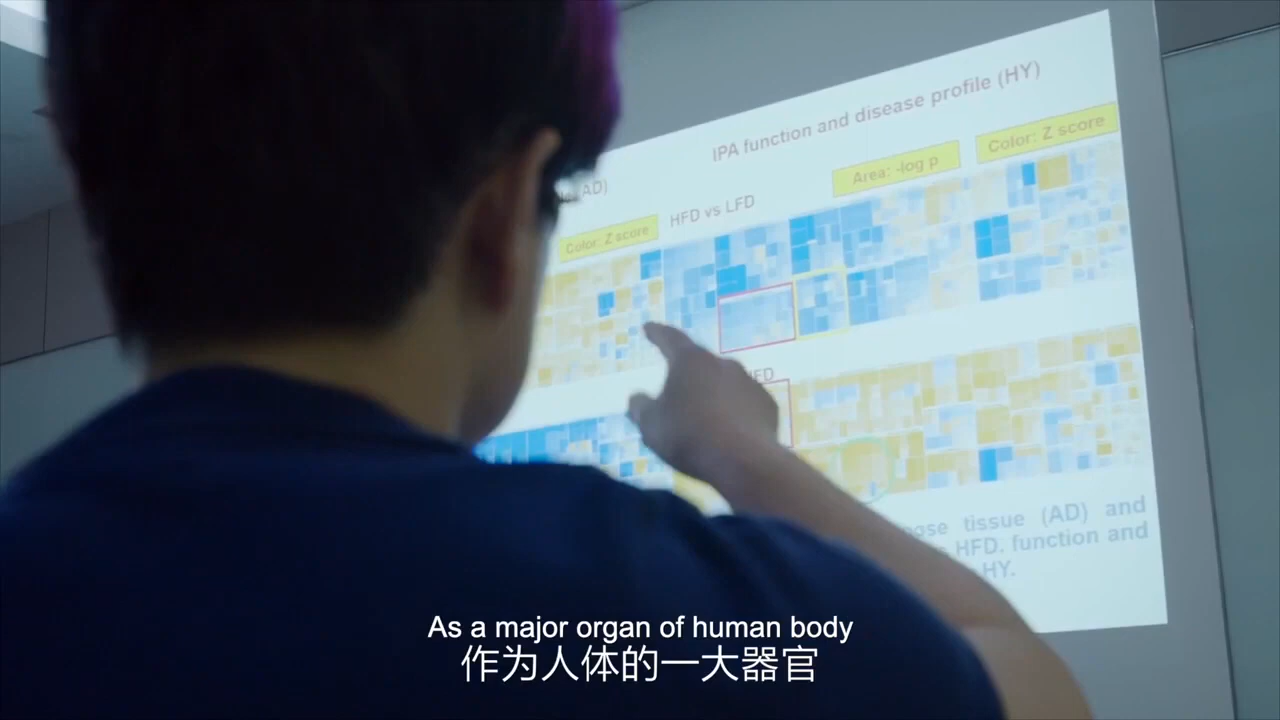 IPA function and disease profile (HY)
AD)
HFD vs LFD
Area: -log p
Color: Z score
Color: Z score
tissue (AD) and
HFD. function and
HY.
As a major organ of human body
作为人体的一大器官